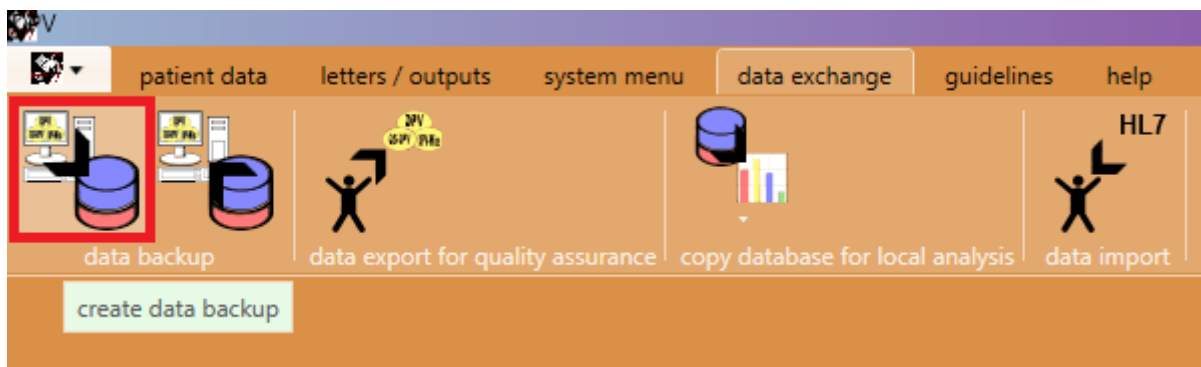 V
patient data letters / outputs system menu data exchange guidelines help
HL7
DPV
data backup data export for quality assurance copy database for local analysis data import
create data backup